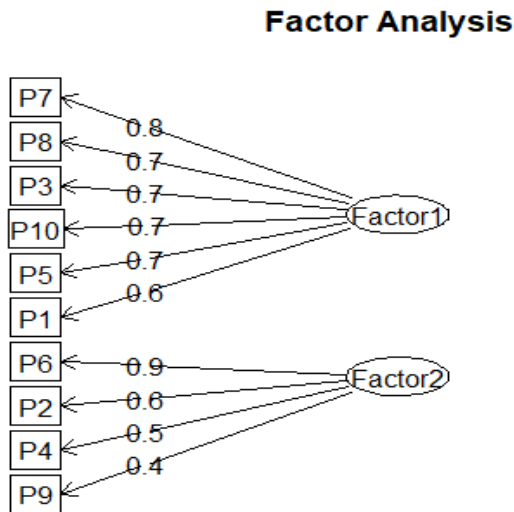 Factor Analysis
P7
0.8
P8
0.7
P3
0.7
Factor1
P10
0.7
P5
0.7
P1
0.6
P6
0.9
Factor2
P2
0.6
P4
0.5
P9
0.4